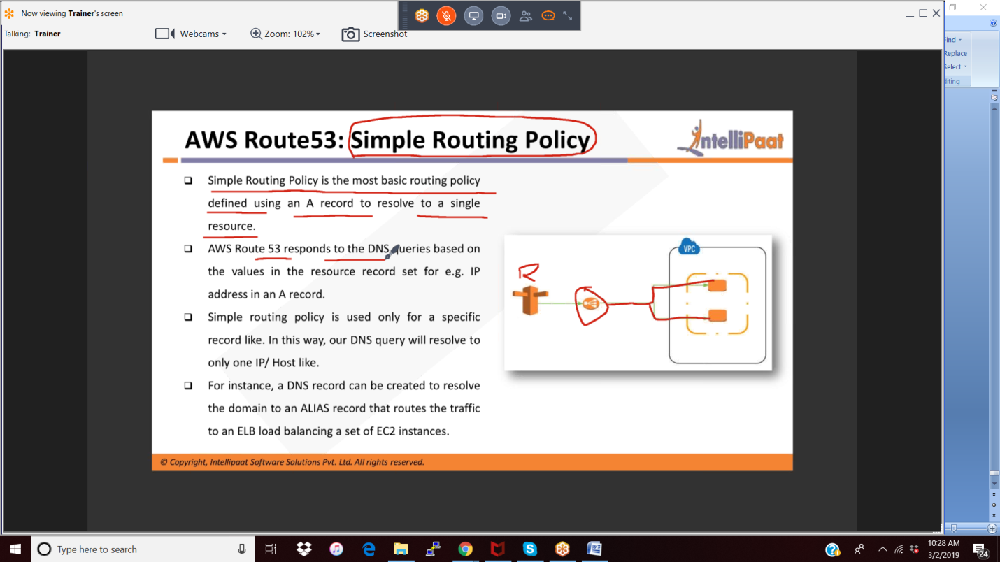 Now viewing Trainer's screen
Talking: Trainer
Webcams
Zoom: 102%
Screenshot
Find
Replace
Select
Editing
AWS Route53: Simple Routing Policy
IntelliPaat
Simple Routing Policy is the most basic routing policy
defined using an A record to resolve to a single
resource.
AWS Route 53 responds to the DNS queries based on
the values in the resource record set for e.g. IP
address in an A record.
Simple routing policy is used only for a specific
record like. In this way, our DNS query will resolve to
only one IP/ Host like.
For instance, a DNS record can be created to resolve
the domain to an ALIAS record that routes the traffic
to an ELB load balancing a set of EC2 instances.
VPC
R
© Copyright, Intellipaat Software Solutions Pvt. Ltd. All rights reserved.
Type here to search
10:28 AM
3/2/2019
24